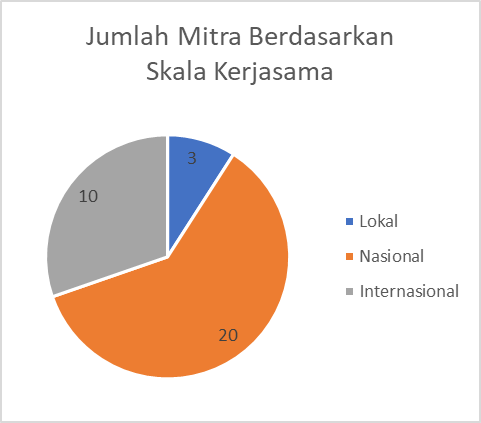 Jumlah Mitra Berdasarkan
Skala Kerjasama
3
10
20
Lokal
Nasional
Internasional